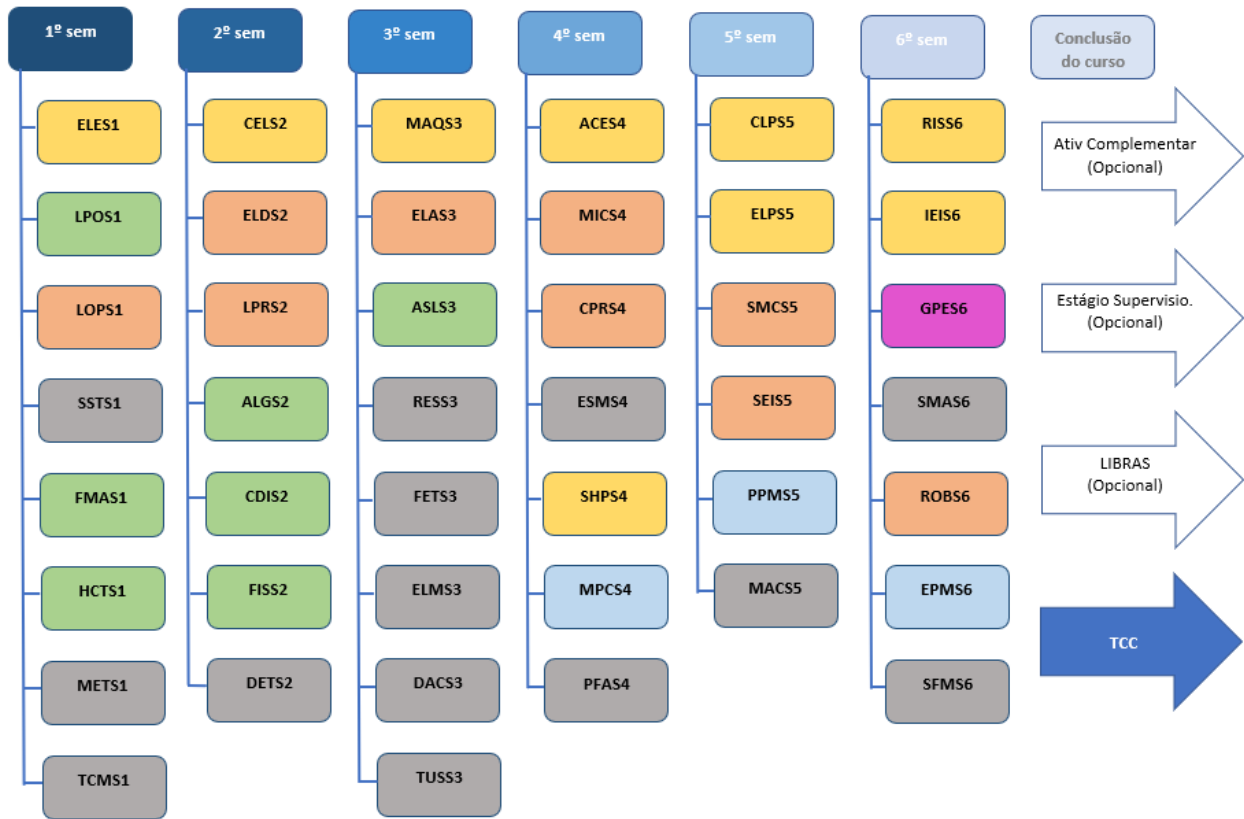 1º sem
2º sem
3º sem
4º sem
5º sem
6º sem
Conclusão
do curso
ELES1
CELS2
MAQS3
ACES4
CLPS5
RISS6
Ativ Complementar
(Opcional)
LPOS1
ELDS2
ELAS3
MICS4
ELPS5
IEIS6
LOPS1
LPRS2
ASLS3
CPRS4
SMCS5
GPES6
Estágio Supervisio.
(Opcional)
SSTS1
ALGS2
RESS3
ESMS4
SEIS5
SMAS6
FMAS1
CDIS2
FETS3
SHPS4
PPMS5
ROBS6
LIBRAS
(Opcional)
HCTS1
FISS2
ELMS3
MPCS4
MACS5
EPMS6
TCC
METS1
DETS2
DACS3
PFAS4
SFMS6
TCMS1
TUSS3